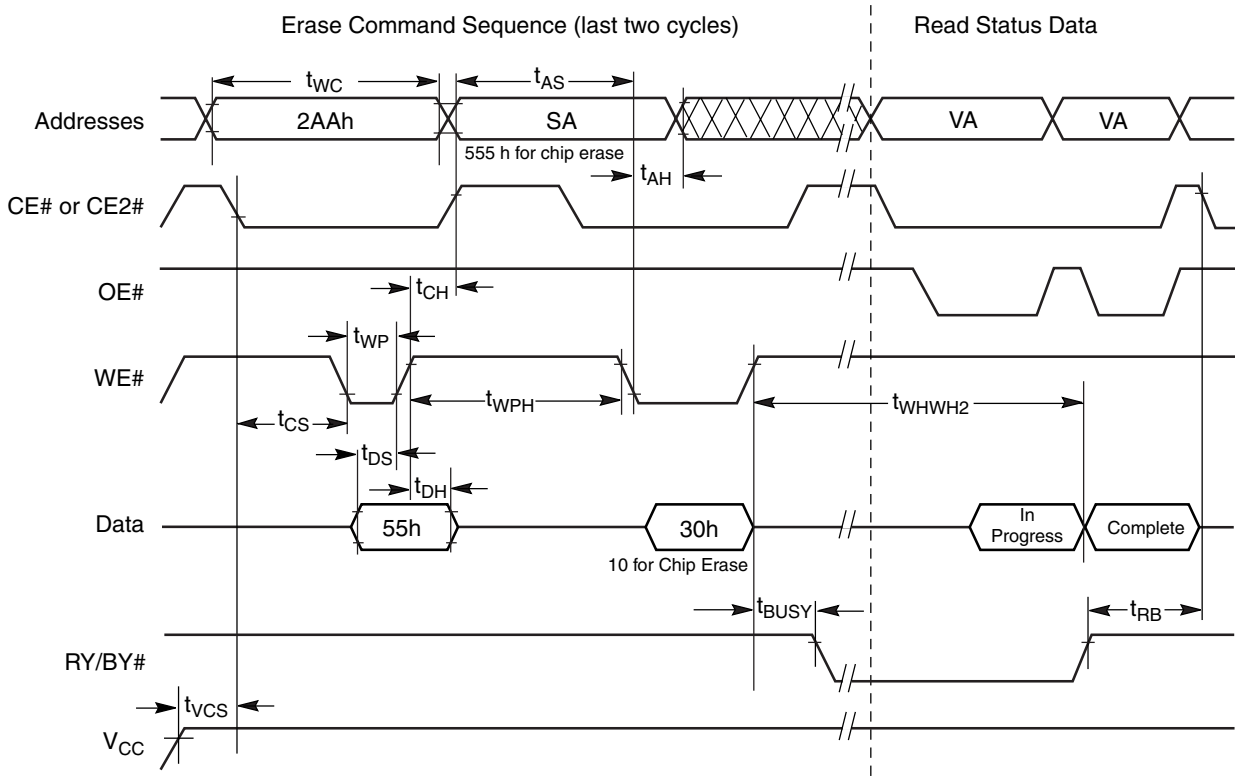 Erase Command Sequence (last two cycles) Read Status Data
tWC tAS
Addresses 2AAh SA VA VA
555 h for chip erase
tAH
CE# or CE2#
OE# tCH
tWP
WE#
tWPH tWHWH2
tCS
tDS
tDH
Data 55h 30h In Progress Complete
10 for Chip Erase
tBUSY tRB
RY/BY#
tVCS
VCC